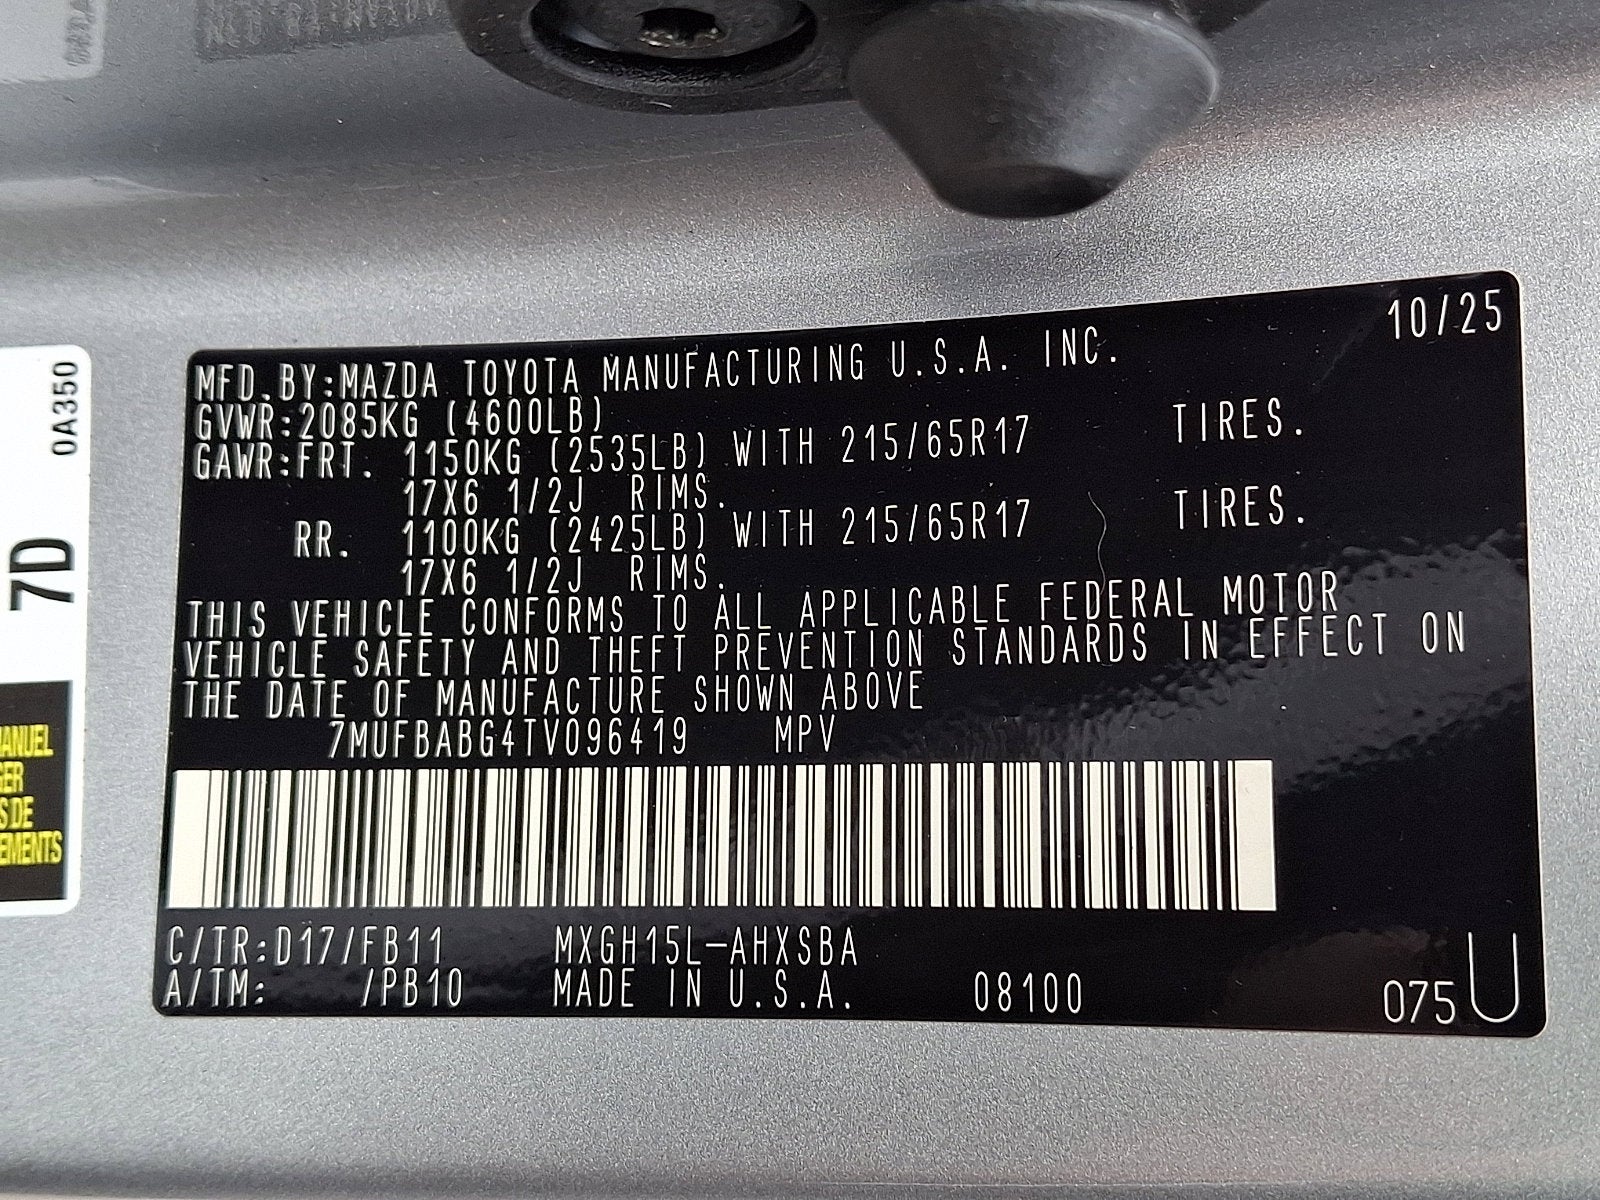 10/25
MFD.BY:MAZDA TOYOTA MANUFACTURING U.S.A. INC.
GVWR:2085KG (4600LB)
GAWR:FRT. 1150KG (2535LB) WITH 215/65R17 TIRES.
17X6 1/2J RIMS.
RR. 1100KG (2425LB) WITH 215/65R17 TIRES.
17X6 1/2J RIMS.
THIS VEHICLE CONFORMS TO ALL APPLICABLE FEDERAL MOTOR
VEHICLE SAFETY AND THEFT PREVENTION STANDARDS IN EFFECT ON
THE DATE OF MANUFACTURE SHOWN ABOVE
7MUFBABG4TV096419 MPV
C/TR:D17/FB11 MXGH15L-AHXSBA
A/TM: /PB10 MADE IN U.S.A. 08100 075U
0A350
7D